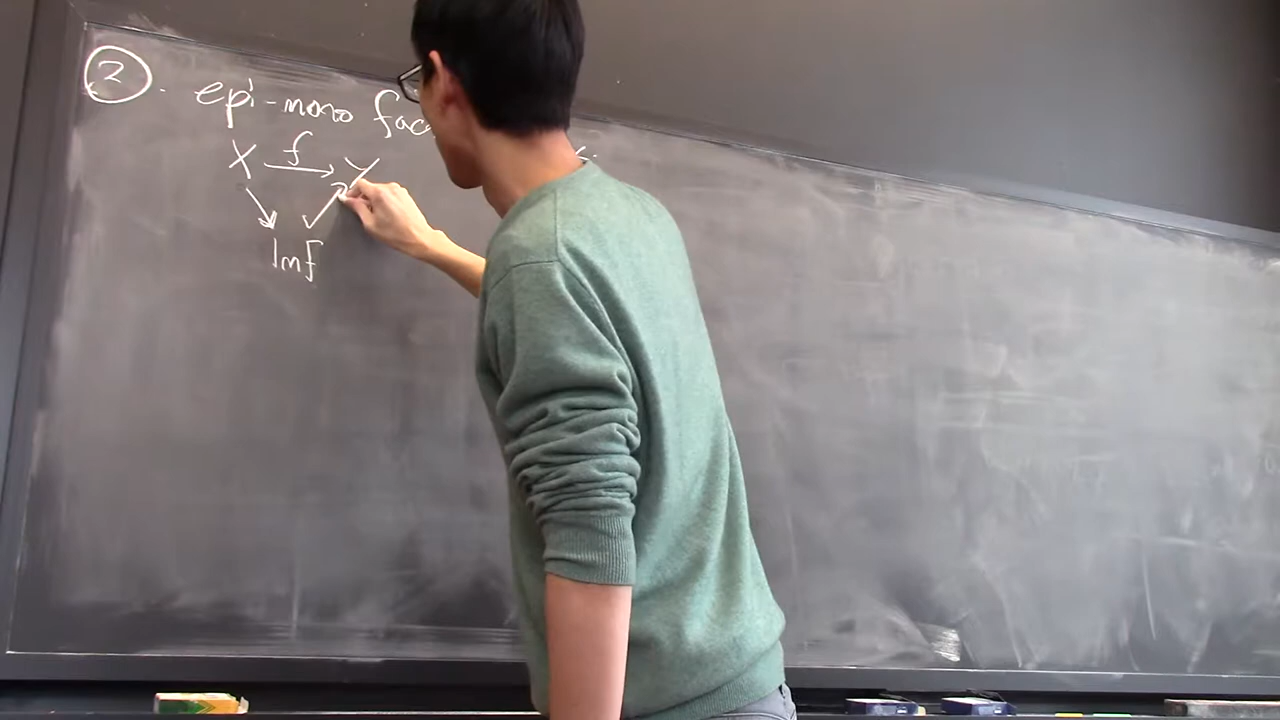 ② . epi-mono fac
X f Y
Imf